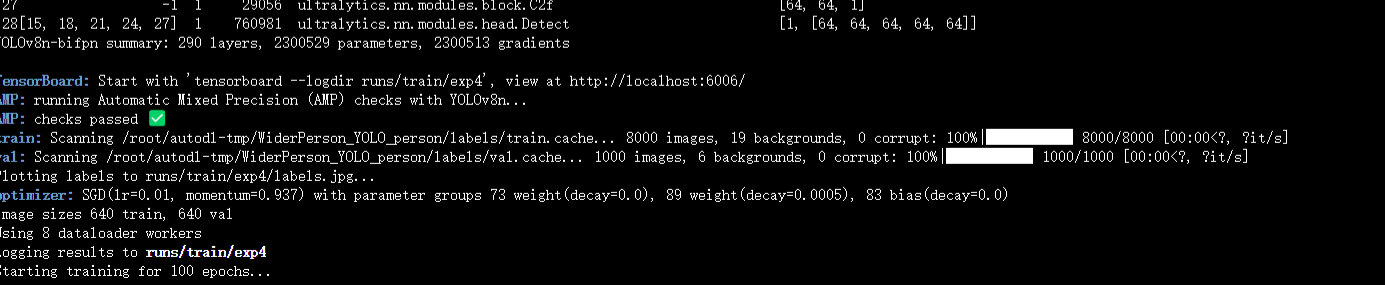 27 -1 1 29056 ultralytics.nn.modules.block.C2f [64, 64, 1]
28[15, 18, 21, 24, 27] 1 760981 ultralytics.nn.modules.head.Detect [1, [64, 64, 64, 64, 64]]
YOLOv8n-bifpn summary: 290 layers, 2300529 parameters, 2300513 gradients
TensorBoard: Start with 'tensorboard --logdir runs/train/exp4', view at http://localhost:6006/
AMP: running Automatic Mixed Precision (AMP) checks with YOLOv8n...
AMP: checks passed ✅
train: Scanning /root/autodl-tmp/WiderPerson_YOLO_person/labels/train.cache... 8000 images, 19 backgrounds, 0 corrupt: 100%|██████████| 8000/8000 [00:00<?, ?it/s]
val: Scanning /root/autodl-tmp/WiderPerson_YOLO_person/labels/val.cache... 1000 images, 6 backgrounds, 0 corrupt: 100%|██████████| 1000/1000 [00:00<?, ?it/s]
Plotting labels to runs/train/exp4/labels.jpg...
optimizer: SGD(lr=0.01, momentum=0.937) with parameter groups 73 weight(decay=0.0), 89 weight(decay=0.0005), 83 bias(decay=0.0)
Image sizes 640 train, 640 val
Using 8 dataloader workers
Logging results to runs/train/exp4
Starting training for 100 epochs...